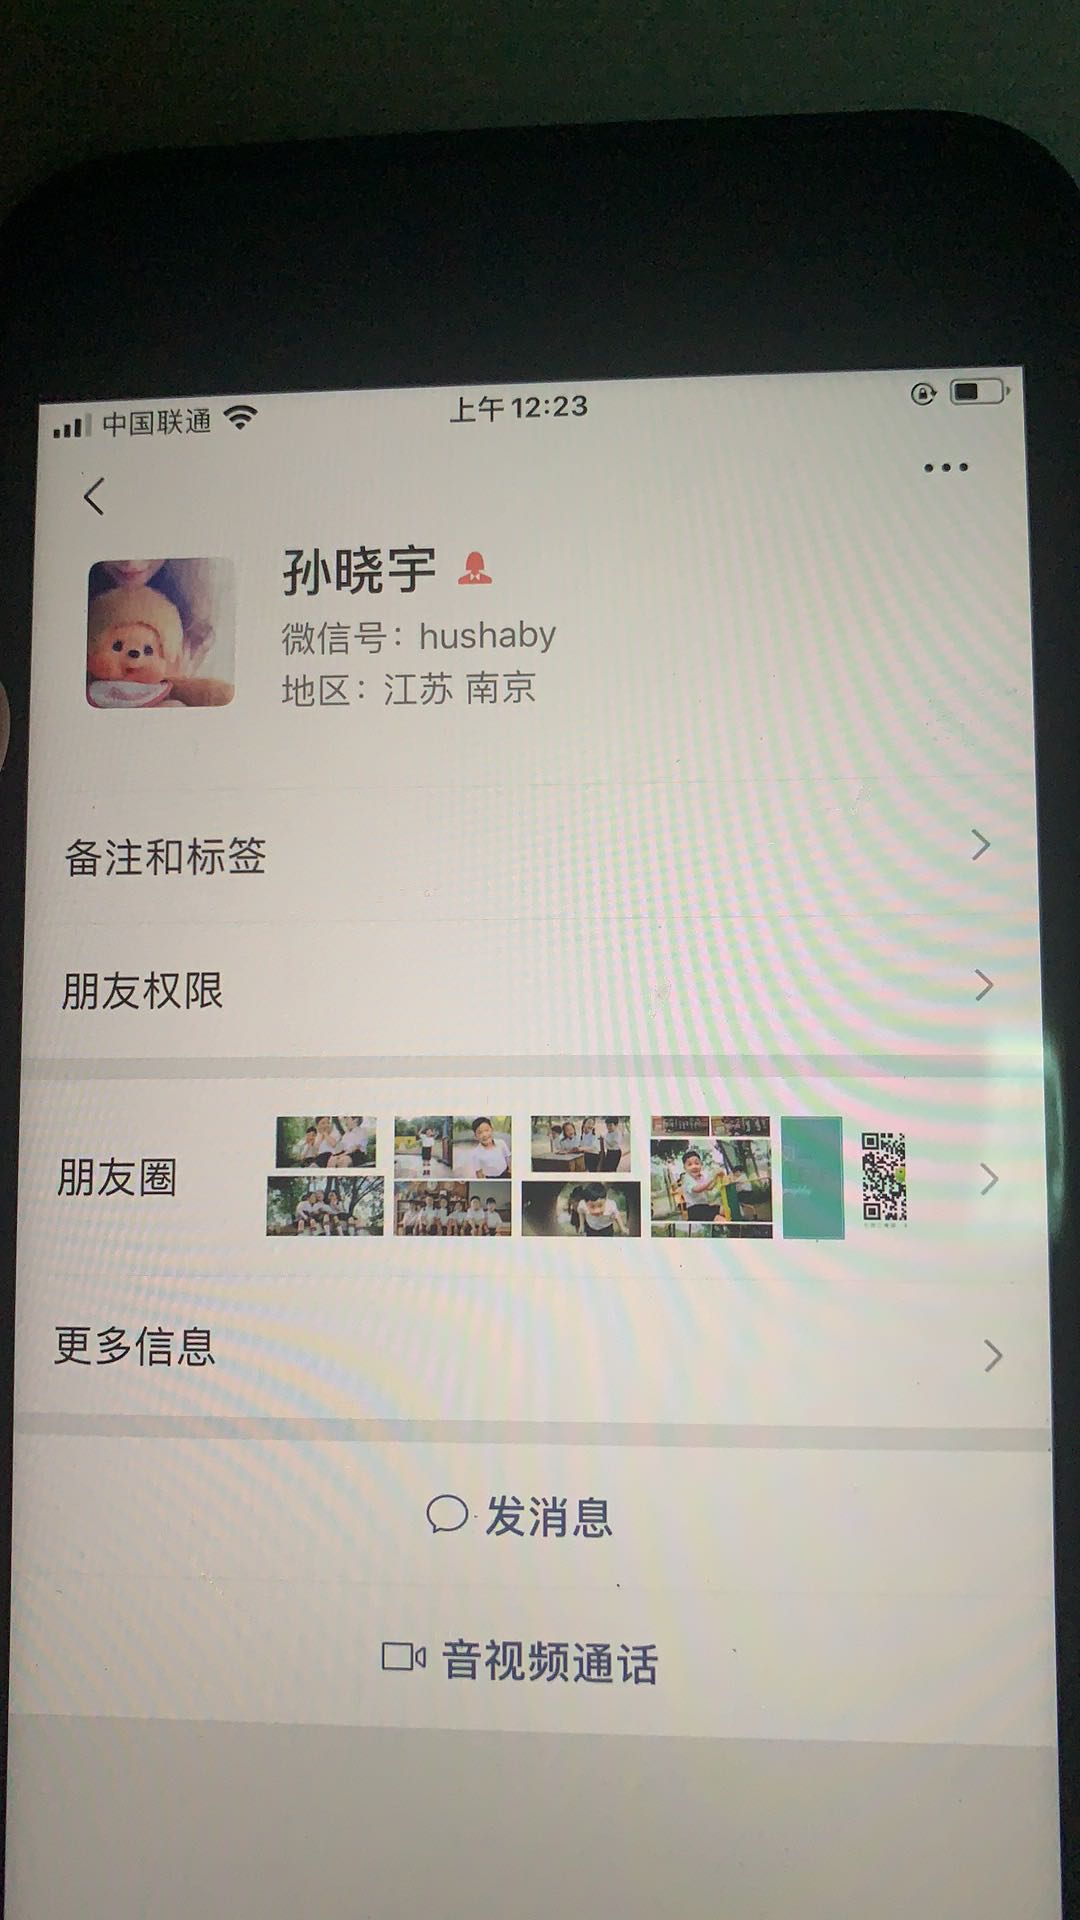 中国联通 上午12:23
孙晓宇
微信号：hushaby
地区：江苏 南京
备注和标签
朋友权限
朋友圈
更多信息
发消息
音视频通话